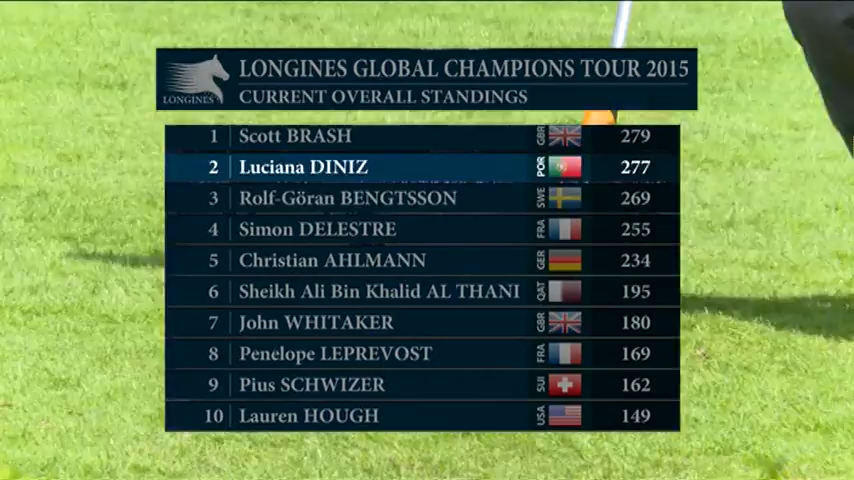 LONGINES GLOBAL CHAMPIONS TOUR 2015
LONGINES
CURRENT OVERALL STANDINGS
1 Scott BRASH GBR 279
2 Luciana DINIZ POR 277
3 Rolf-Göran BENGTSSON SWE 269
4 Simon DELESTRE FRA 255
5 Christian AHLMANN GER 234
6 Sheikh Ali Bin Khalid AL THANI QAT 195
7 John WHITAKER GBR 180
8 Penelope LEPREVOST FRA 169
9 Pius SCHWIZER SUI 162
10 Lauren HOUGH USA 149